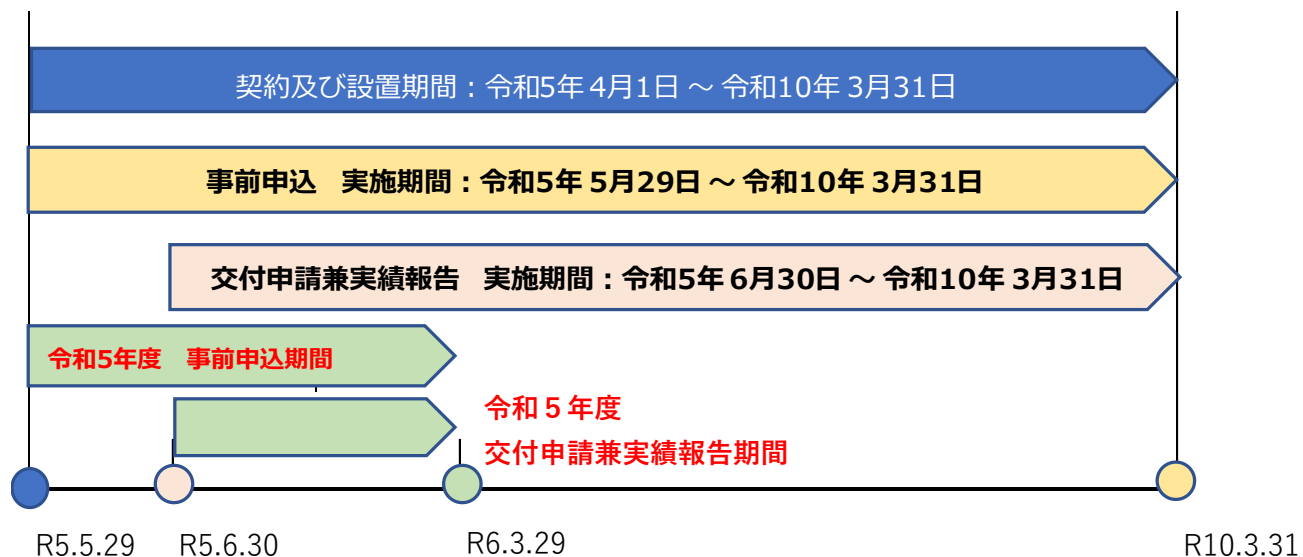 契約及び設置期間：令和5年 4月1日 ～ 令和10年 3月31日
事前申込　実施期間：令和5年 5月29日 ～ 令和10年 3月31日
交付申請兼実績報告　実施期間：令和5年 6月30日 ～ 令和10年 3月31日
令和5年度　事前申込期間
令和５年度
交付申請兼実績報告期間
R5.5.29
R5.6.30
R6.3.29
R10.3.31